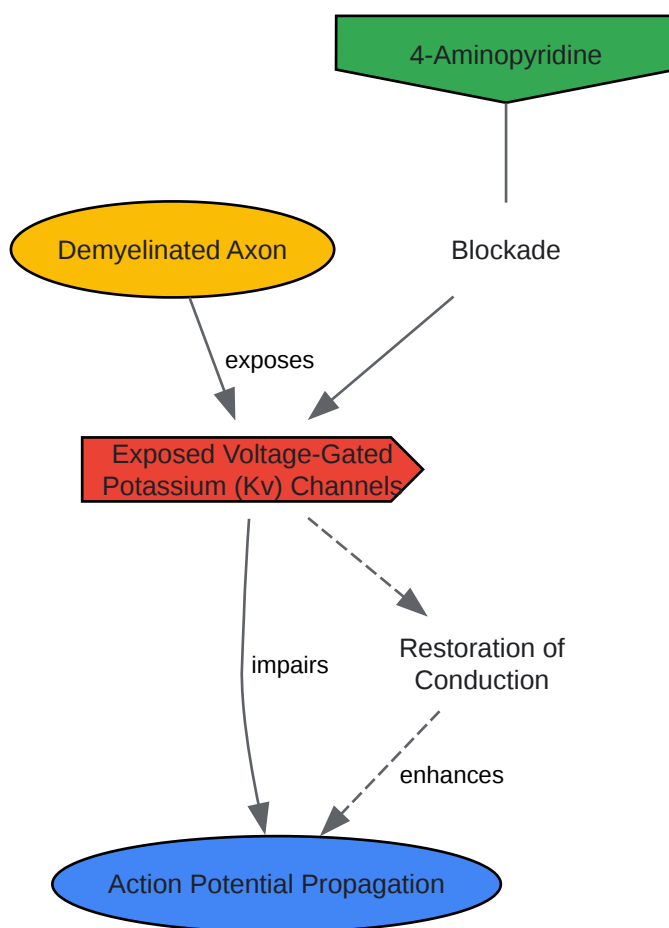 4-Aminopyridine
Demyelinated Axon
Blockade
exposes
Exposed Voltage-Gated
Potassium (Kv) Channels
impairs
Restoration of
Conduction
enhances
Action Potential Propagation